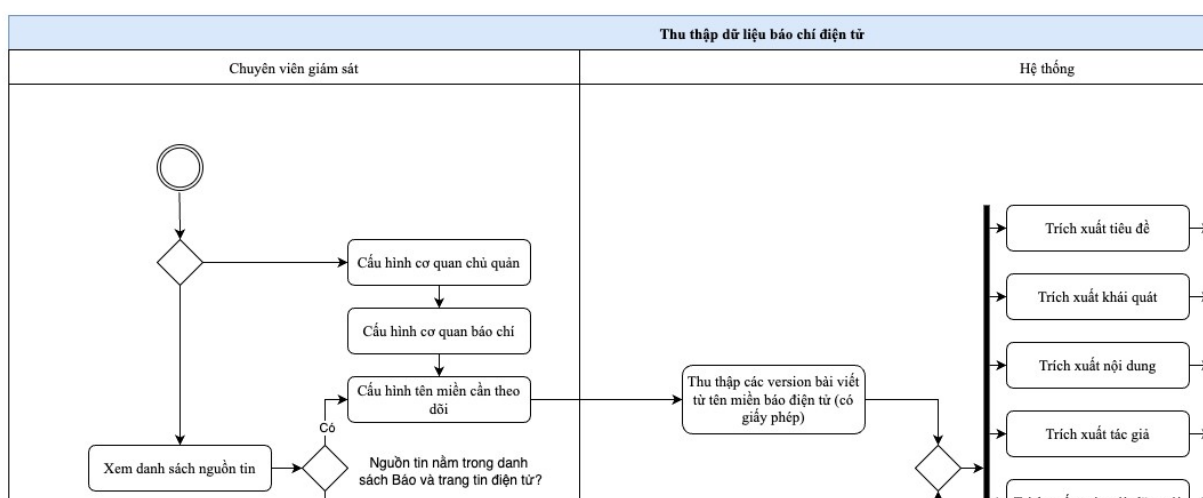 Thu thập dữ liệu báo chí điện tử
Chuyên viên giám sát
Hệ thống
Cấu hình cơ quan chủ quản
Cấu hình cơ quan báo chí
Cấu hình tên miền cần theo
dõi
Có
Xem danh sách nguồn tin
Nguồn tin nằm trong danh
sách Báo và trang tin điện tử?
Thu thập các version bài viết
từ tên miền báo điện tử (có
giấy phép)
Trích xuất tiêu đề
Trích xuất khái quát
Trích xuất nội dung
Trích xuất tác giả